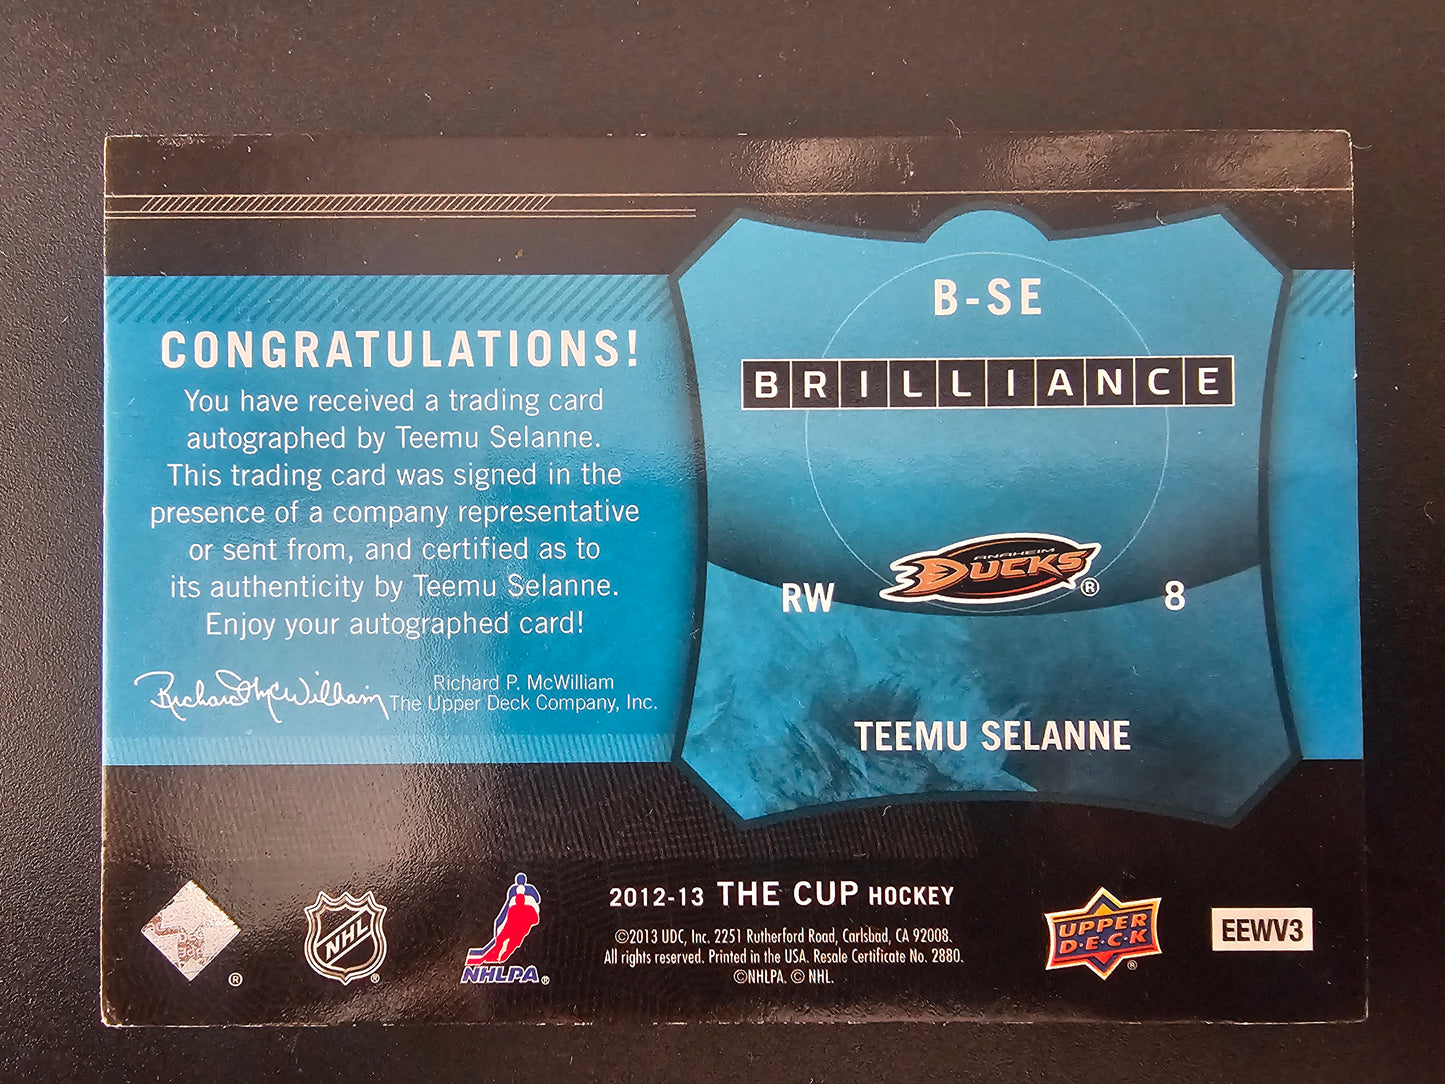 CONGRATULATIONS!
You have received a trading card
autographed by Teemu Selanne.
This trading card was signed in the
presence of a company representative
or sent from, and certified as to
its authenticity by Teemu Selanne.
Enjoy your autographed card!
Richard McWilliam
Richard P. McWilliam
The Upper Deck Company, Inc.
B-SE
BRILLIANCE
ANAHEIM
DUCKS®
RW
8
TEEMU SELANNE
®
NHL®
NHLPA®
2012-13 THE CUP HOCKEY
©2013 UDC, Inc. 2251 Rutherford Road, Carlsbad, CA 92008.
All rights reserved. Printed in the USA. Resale Certificate No. 2880.
©NHLPA. © NHL.
UPPER
D·E·C·K
®
EEWV3